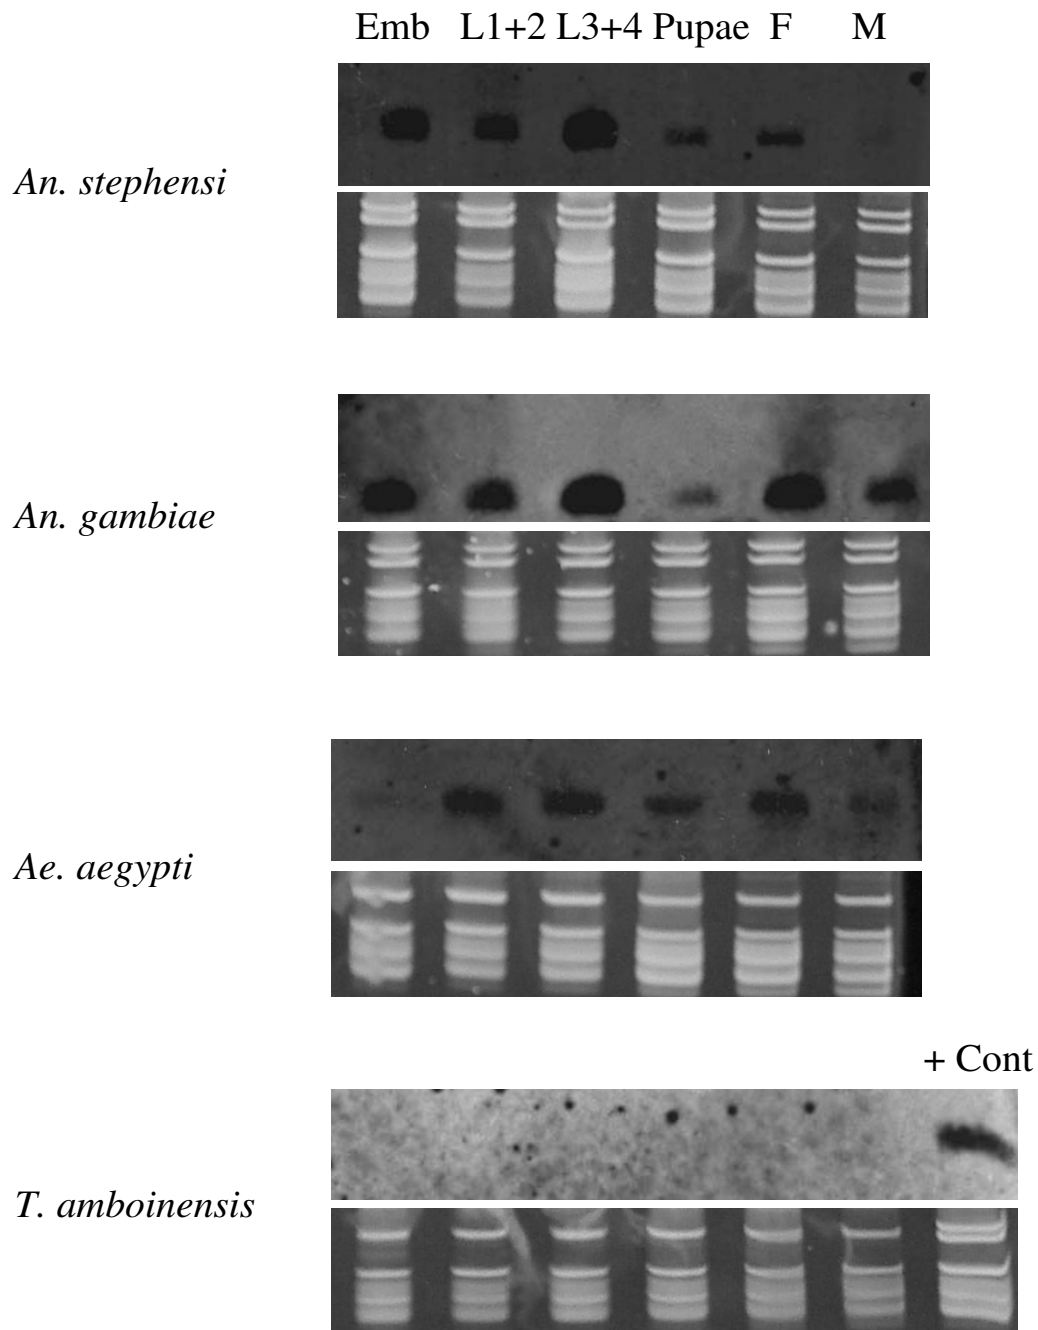 Emb L1+2 L3+4 Pupae F M
An. stephensi
An. gambiae
Ae. aegypti
+ Cont
T. amboinensis